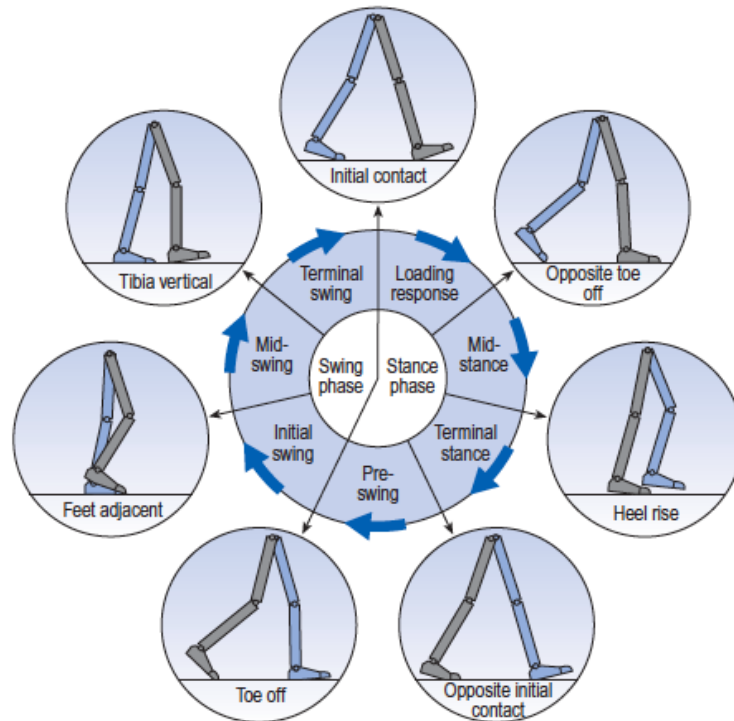 Initial contact
Tibia vertical
Opposite toe
off
Terminal
swing
Loading
response
Mid-
swing
Swing
phase
Stance
phase
Mid-
stance
Initial
swing
Terminal
stance
Pre-
swing
Feet adjacent
Heel rise
Toe off
Opposite initial
contact